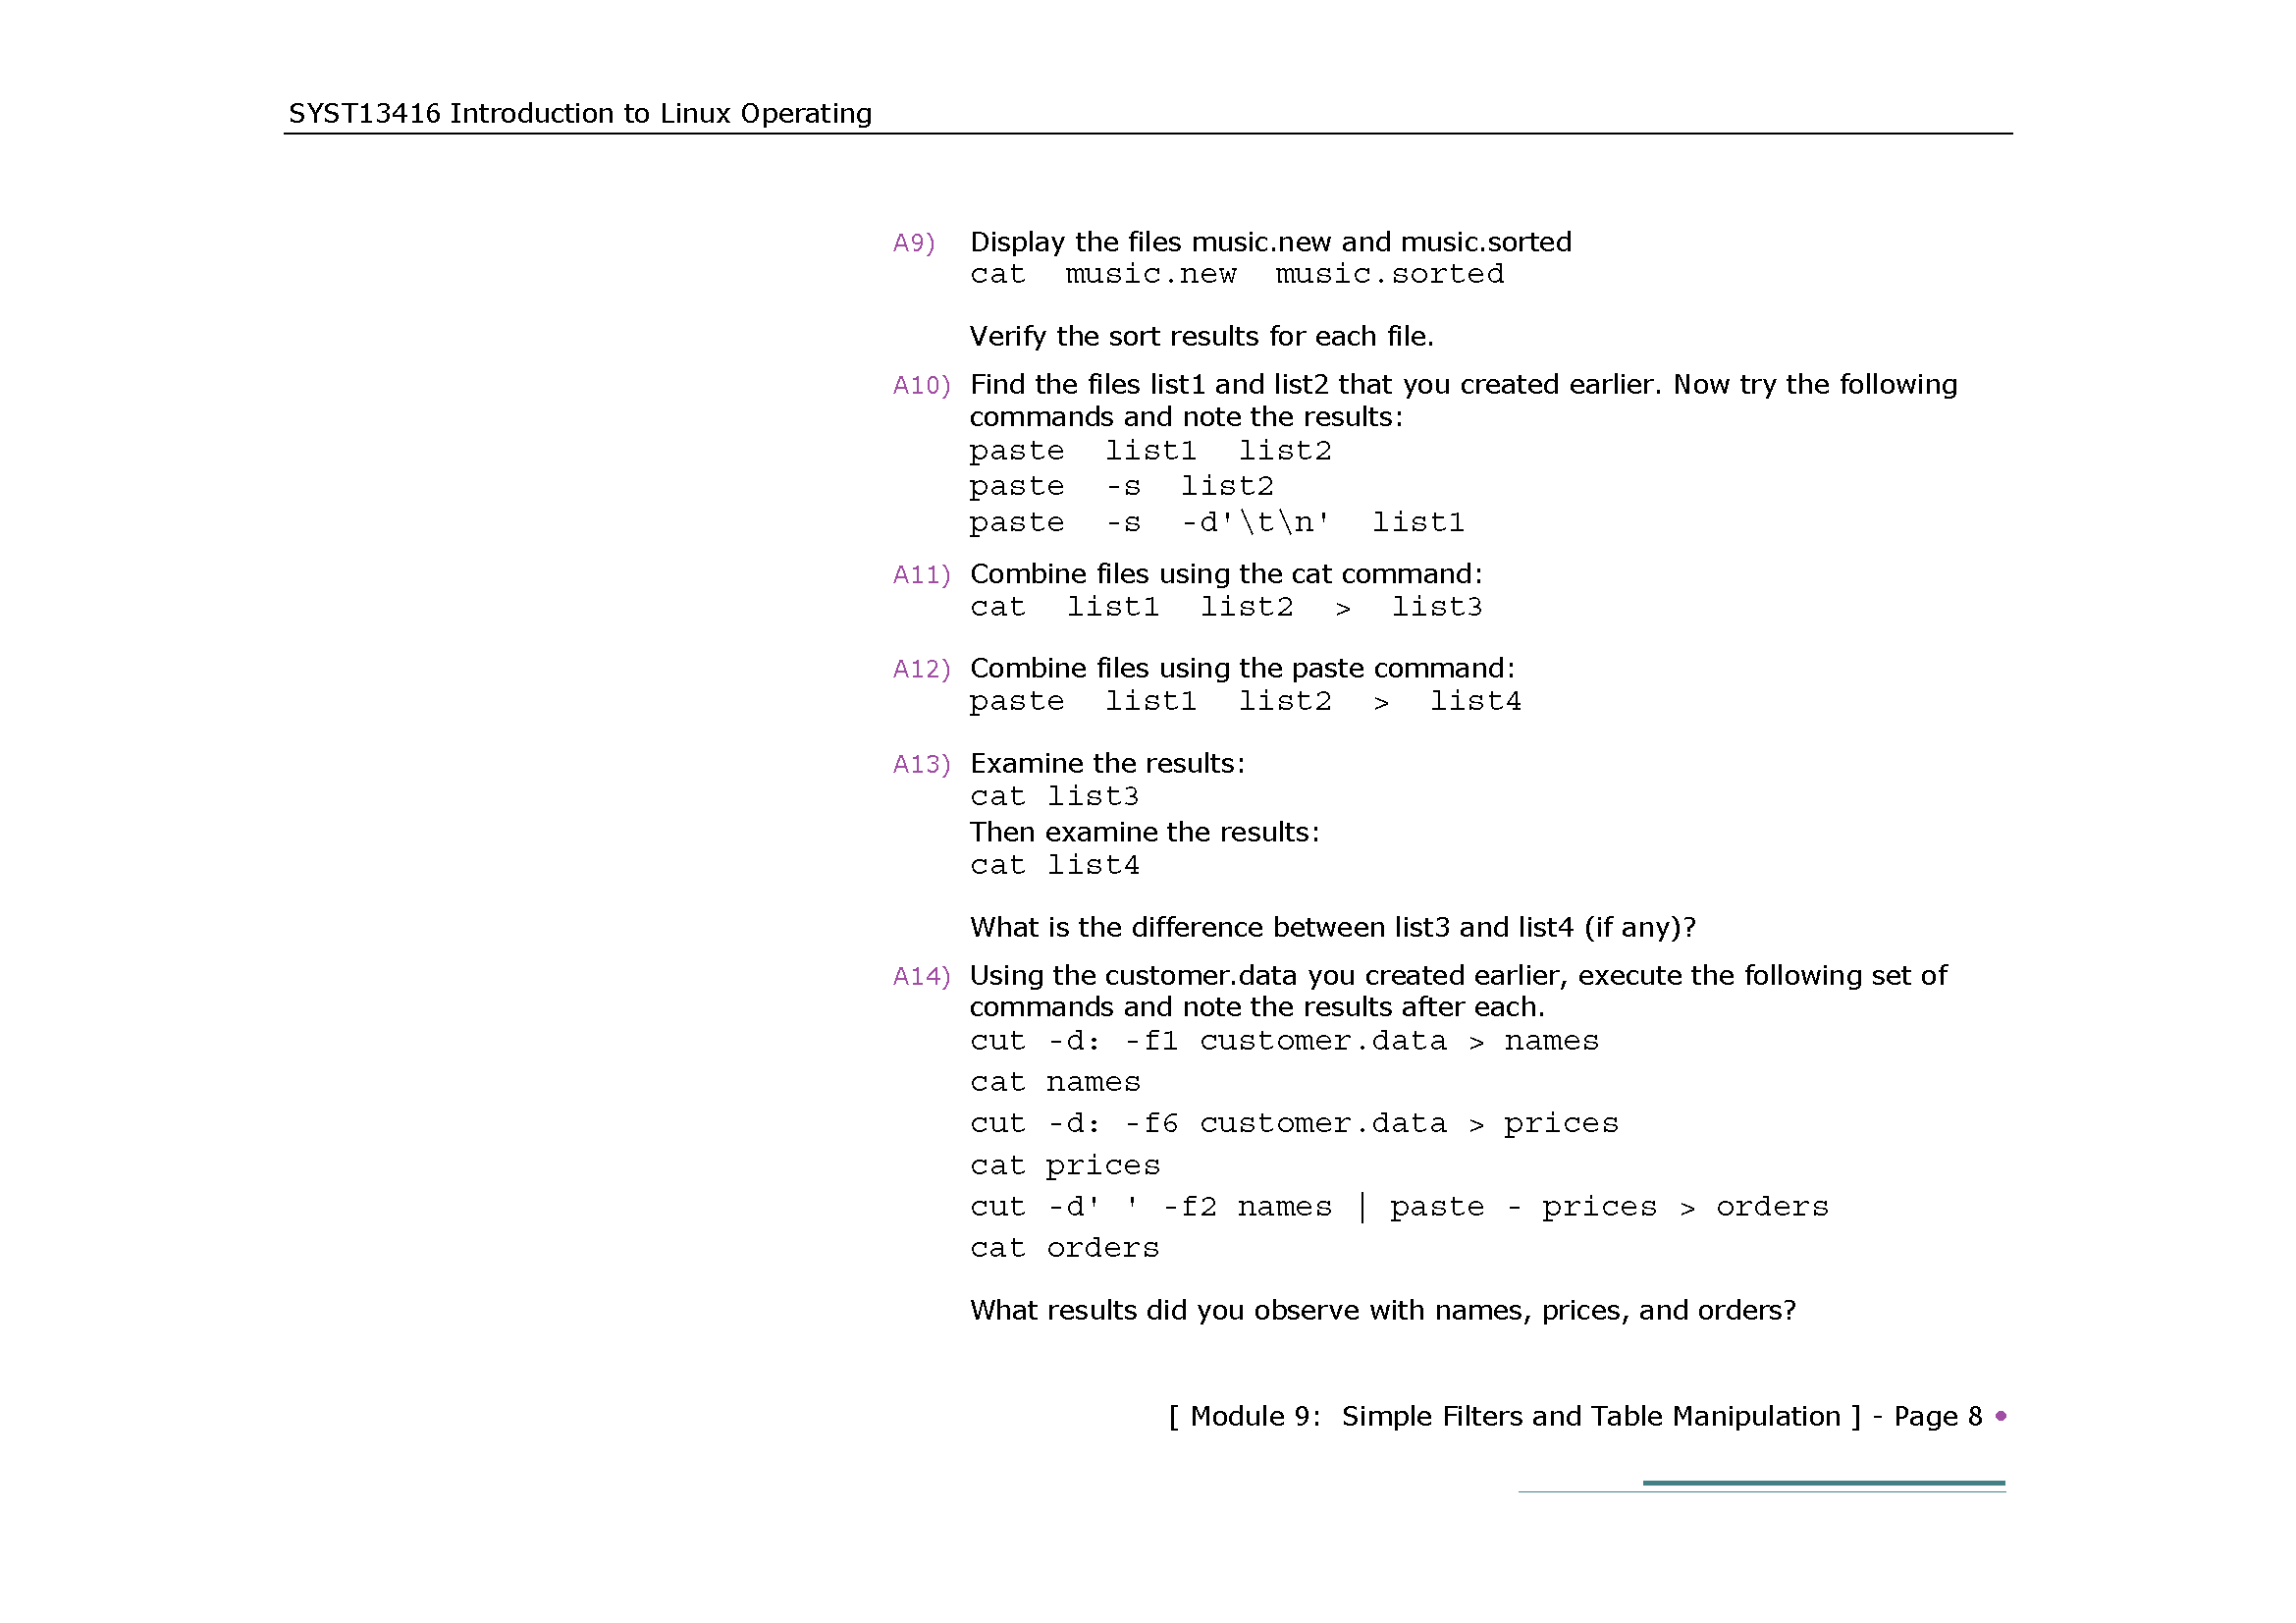 SYST13416 Introduction to Linux Operating
A9) Display the files music.new and music.sorted
cat music.new music.sorted
Verify the sort results for each file.
A10) Find the files list1 and list2 that you created earlier. Now try the following
commands and note the results:
paste list1 list2
paste -s list2
paste -s -d'\t\n' list1
A11) Combine files using the cat command:
cat list1 list2 > list3
A12) Combine files using the paste command:
paste list1 list2 > list4
A13) Examine the results:
cat list3
Then examine the results:
cat list4
What is the difference between list3 and list4 (if any)?
A14) Using the customer.data you created earlier, execute the following set of
commands and note the results after each.
cut -d: -f1 customer.data > names
cat names
cut -d: -f6 customer.data > prices
cat prices
cut -d' ' -f2 names | paste - prices > orders
cat orders
What results did you observe with names, prices, and orders?
[ Module 9: Simple Filters and Table Manipulation ] - Page 8 •